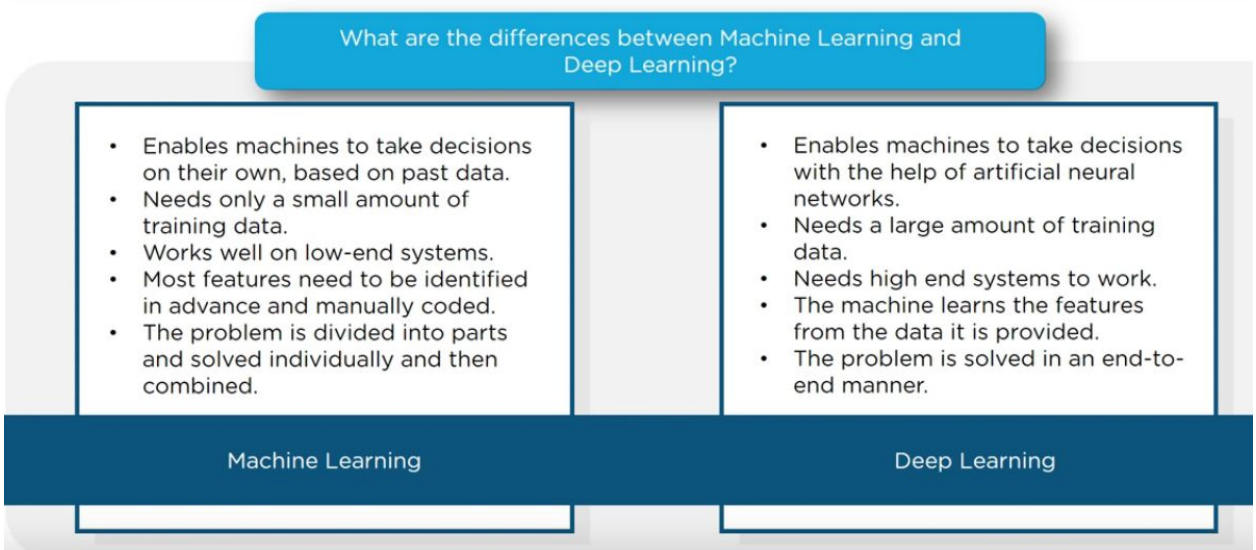 What are the differences between Machine Learning and
Deep Learning?
• Enables machines to take decisions
on their own, based on past data.
• Needs only a small amount of
training data.
• Works well on low-end systems.
• Most features need to be identified
in advance and manually coded.
• The problem is divided into parts
and solved individually and then
combined.
Machine Learning
• Enables machines to take decisions
with the help of artificial neural
networks.
• Needs a large amount of training
data.
• Needs high end systems to work.
• The machine learns the features
from the data it is provided.
• The problem is solved in an end-to-
end manner.
Deep Learning